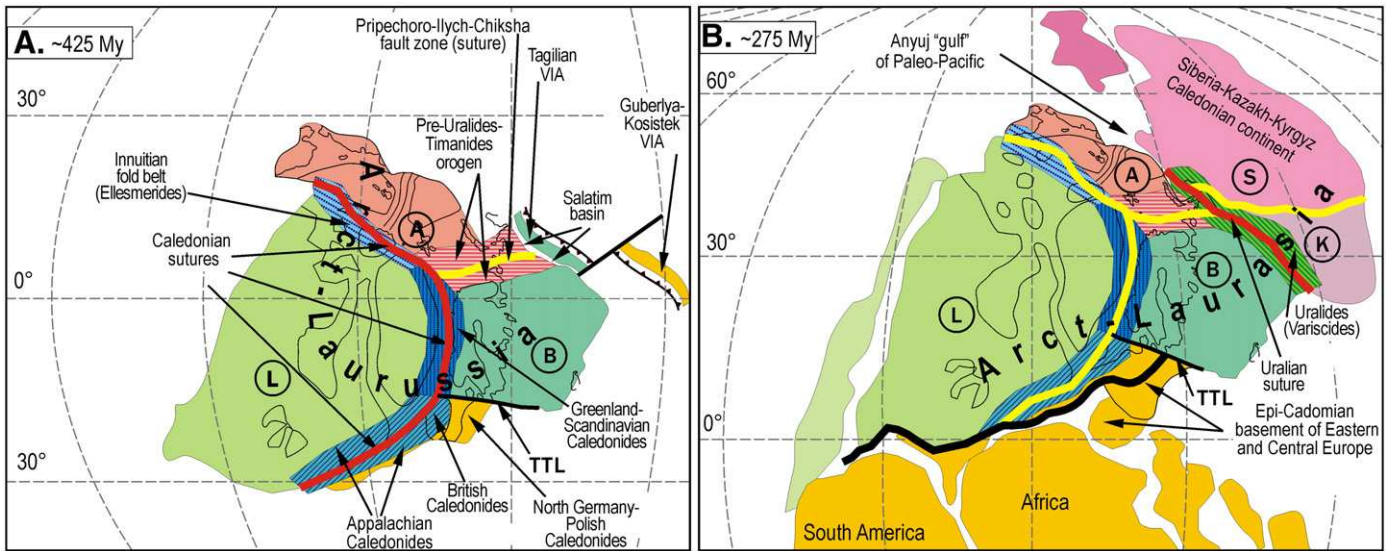 A. ~425 My
Pripechoro-Ilych-Chiksha
fault zone (suture)
Tagilian
VIA
Guberlya-
Kosistek
VIA
30°
Pre-Uralides-
Timanides
orogen
Innuitian
fold belt
(Ellesmerides)
Salatim
basin
Caledonian
sutures
0°
A
L
B
Arct-Laurussia
30°
Greenland-
Scandinavian
Caledonides
TTL
British
Caledonides
Appalachian
Caledonides
North Germany-
Polish
Caledonides
B. ~275 My
Anyuj “gulf”
of Paleo-Pacific
Siberia-Kazakh-Kyrgyz
Caledonian continent
60°
A
S
K
30°
B
L
Arct-Laurasia
Uralides
(Variscides)
Uralian
suture
TTL
Epi-Cadomian
basement of Eastern
and Central Europe
0°
Africa
South America